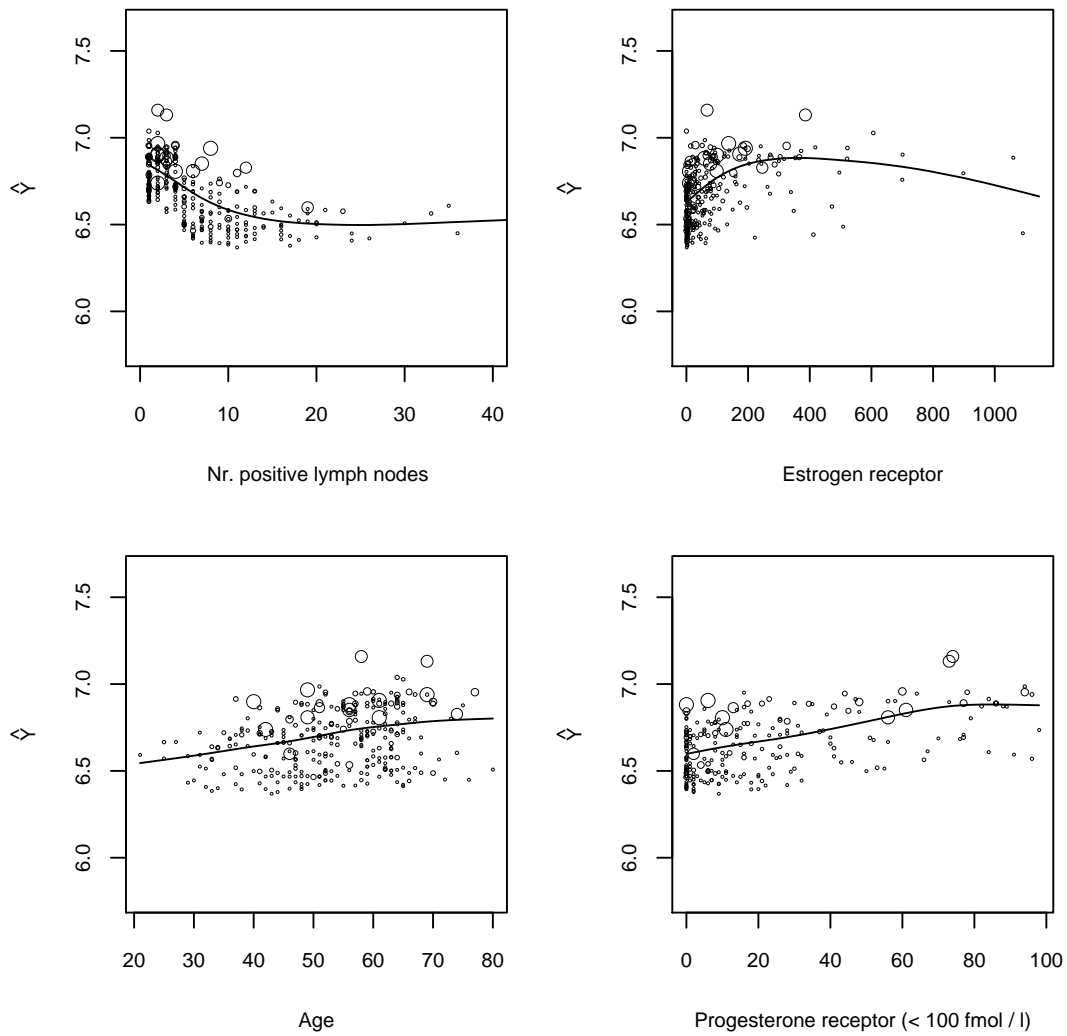 7.5
7.0
6.5
6.0
Ŷ
0 10 20 30 40
Nr. positive lymph nodes
7.5
7.0
6.5
6.0
Ŷ
0 200 400 600 800 1000
Estrogen receptor
7.5
7.0
6.5
6.0
Ŷ
20 30 40 50 60 70 80
Age
7.5
7.0
6.5
6.0
Ŷ
0 20 40 60 80 100
Progesterone receptor (< 100 fmol / l)